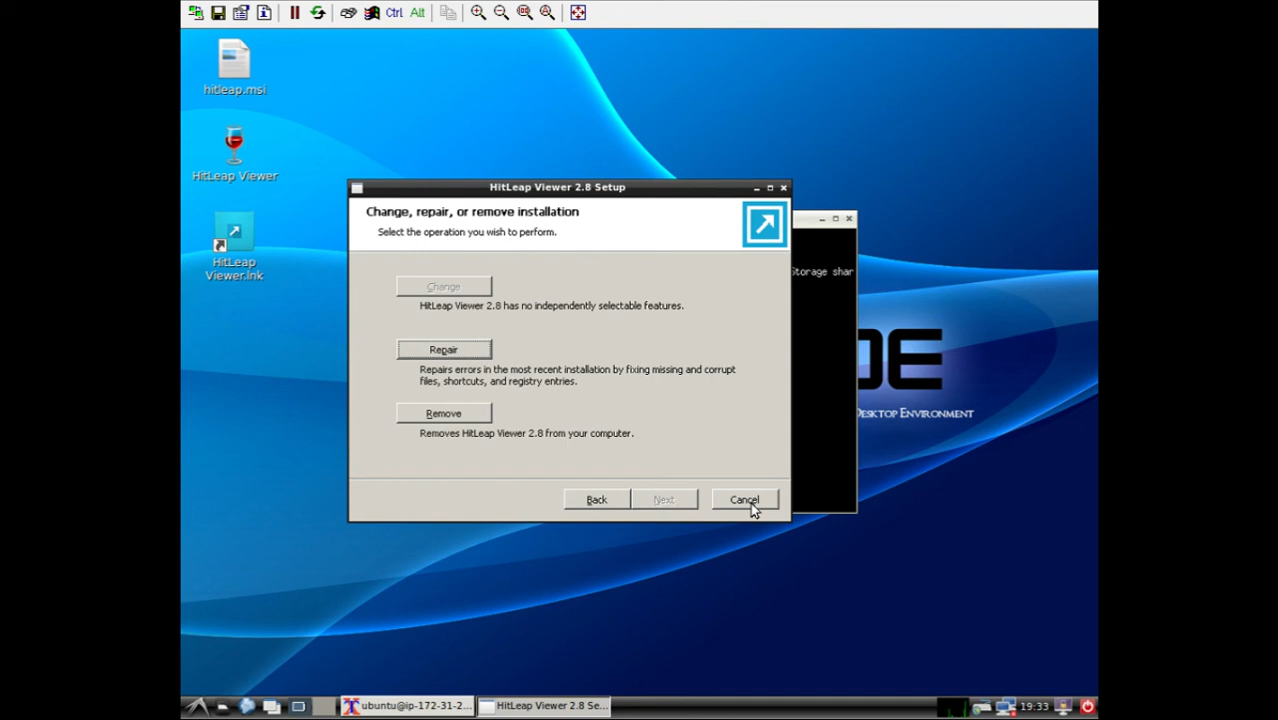 Ctrl Alt
hitleap.msi
HitLeap Viewer
HitLeap
Viewer.lnk
HitLeap Viewer 2.8 Setup
Change, repair, or remove installation
Select the operation you wish to perform.
Change
HitLeap Viewer 2.8 has no independently selectable features.
Repair
Repairs errors in the most recent installation by fixing missing and corrupt
files, shortcuts, and registry entries.
Remove
Removes HitLeap Viewer 2.8 from your computer.
Back Next Cancel
Storage shar
DE
DESKTOP ENVIRONMENT
ubuntu@ip-172-31-2... HitLeap Viewer 2.8 Se... 19:33